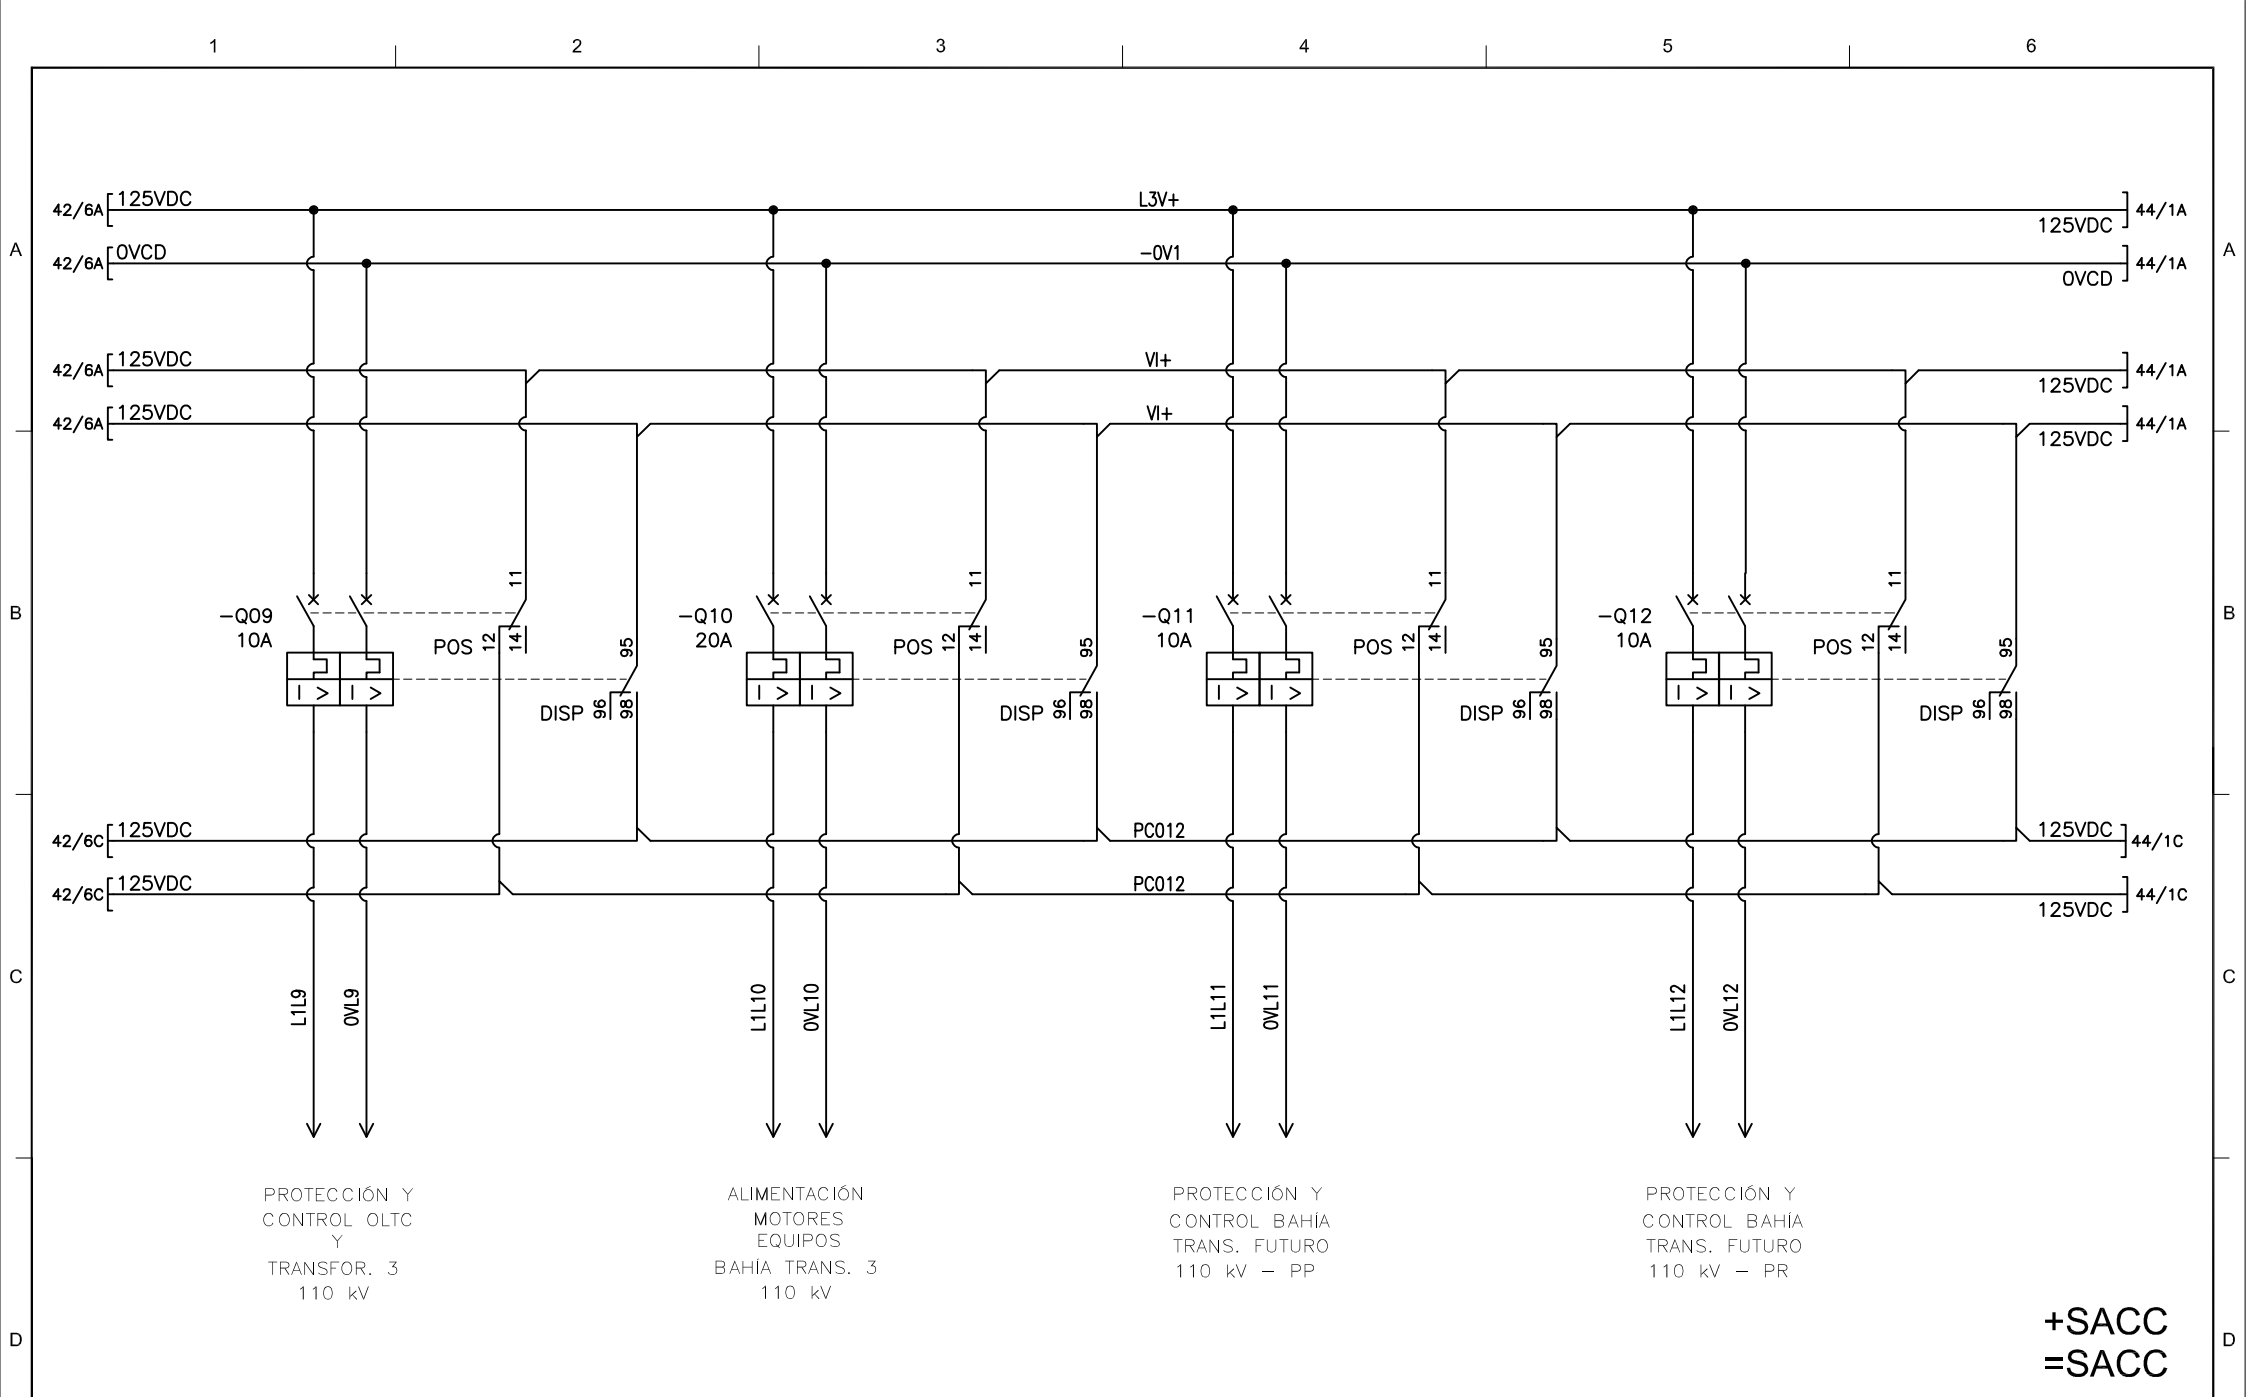 1 2 3 4 5 6
42/6A 125VDC L3V+ 125VDC 44/1A
A 42/6A 0VCD -0V1 0VCD 44/1A A
42/6A 125VDC VI+ 125VDC 44/1A
42/6A 125VDC VI+ 125VDC 44/1A
11 11 11 11
B -Q09 -Q10 -Q11 -Q12 B
10A POS 12 14 95 20A POS 12 14 95 10A POS 12 14 95 10A POS 12 14 95
I > I > I > I > I > I > I > I >
DISP 96 98 DISP 96 98 DISP 96 98 DISP 96 98
42/6C 125VDC PC012 125VDC 44/1C
42/6C 125VDC PC012 125VDC 44/1C
C C
L1L9 0VL9 L1L10 0VL10 L1L11 0VL11 L1L12 0VL12
PROTECCIÓN Y
CONTROL OLTC
Y
TRANSFOR. 3
110 kV
ALIMENTACIÓN
MOTORES
EQUIPOS
BAHÍA TRANS. 3
110 kV
PROTECCIÓN Y
CONTROL BAHÍA
TRANS. FUTURO
110 kV – PP
PROTECCIÓN Y
CONTROL BAHÍA
TRANS. FUTURO
110 kV – PR
+SACC
D D
=SACC